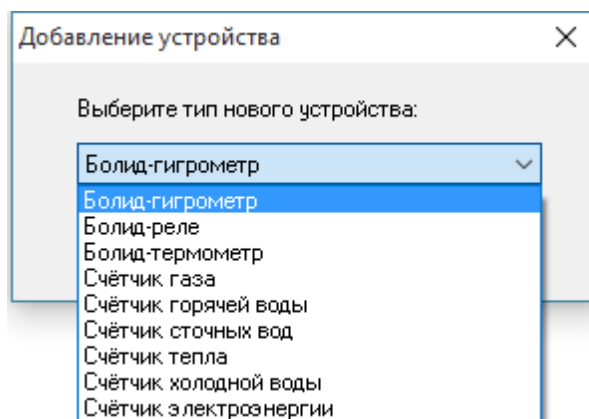 Добавление устройства
Выберите тип нового устройства:
Болид-гигрометр
Болид-гигрометр
Болид-реле
Болид-термометр
Счётчик газа
Счётчик горячей воды
Счётчик сточных вод
Счётчик тепла
Счётчик холодной воды
Счётчик электроэнергии